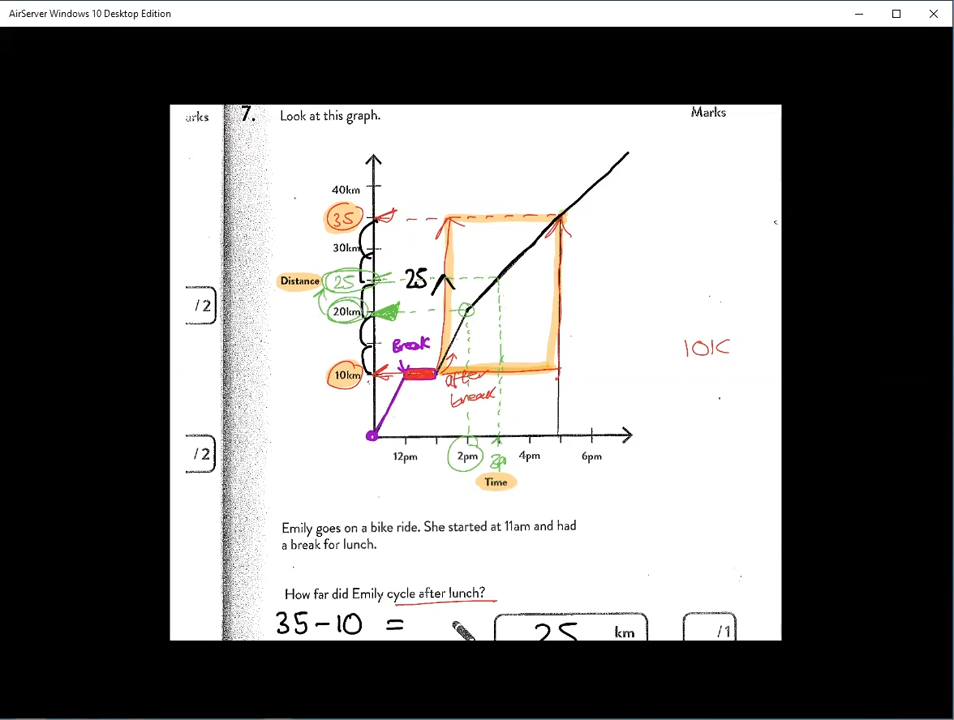 AirServer Windows 10 Desktop Edition
arks
7.
Look at this graph.
Marks
40km
35
30km
Distance
25
25
20km
/2
Break
10km
10K
after
break
12pm
2pm
4pm
6pm
/2
Time
Emily goes on a bike ride. She started at 11am and had
a break for lunch.
How far did Emily cycle after lunch?
35-10 =
25
km
/1